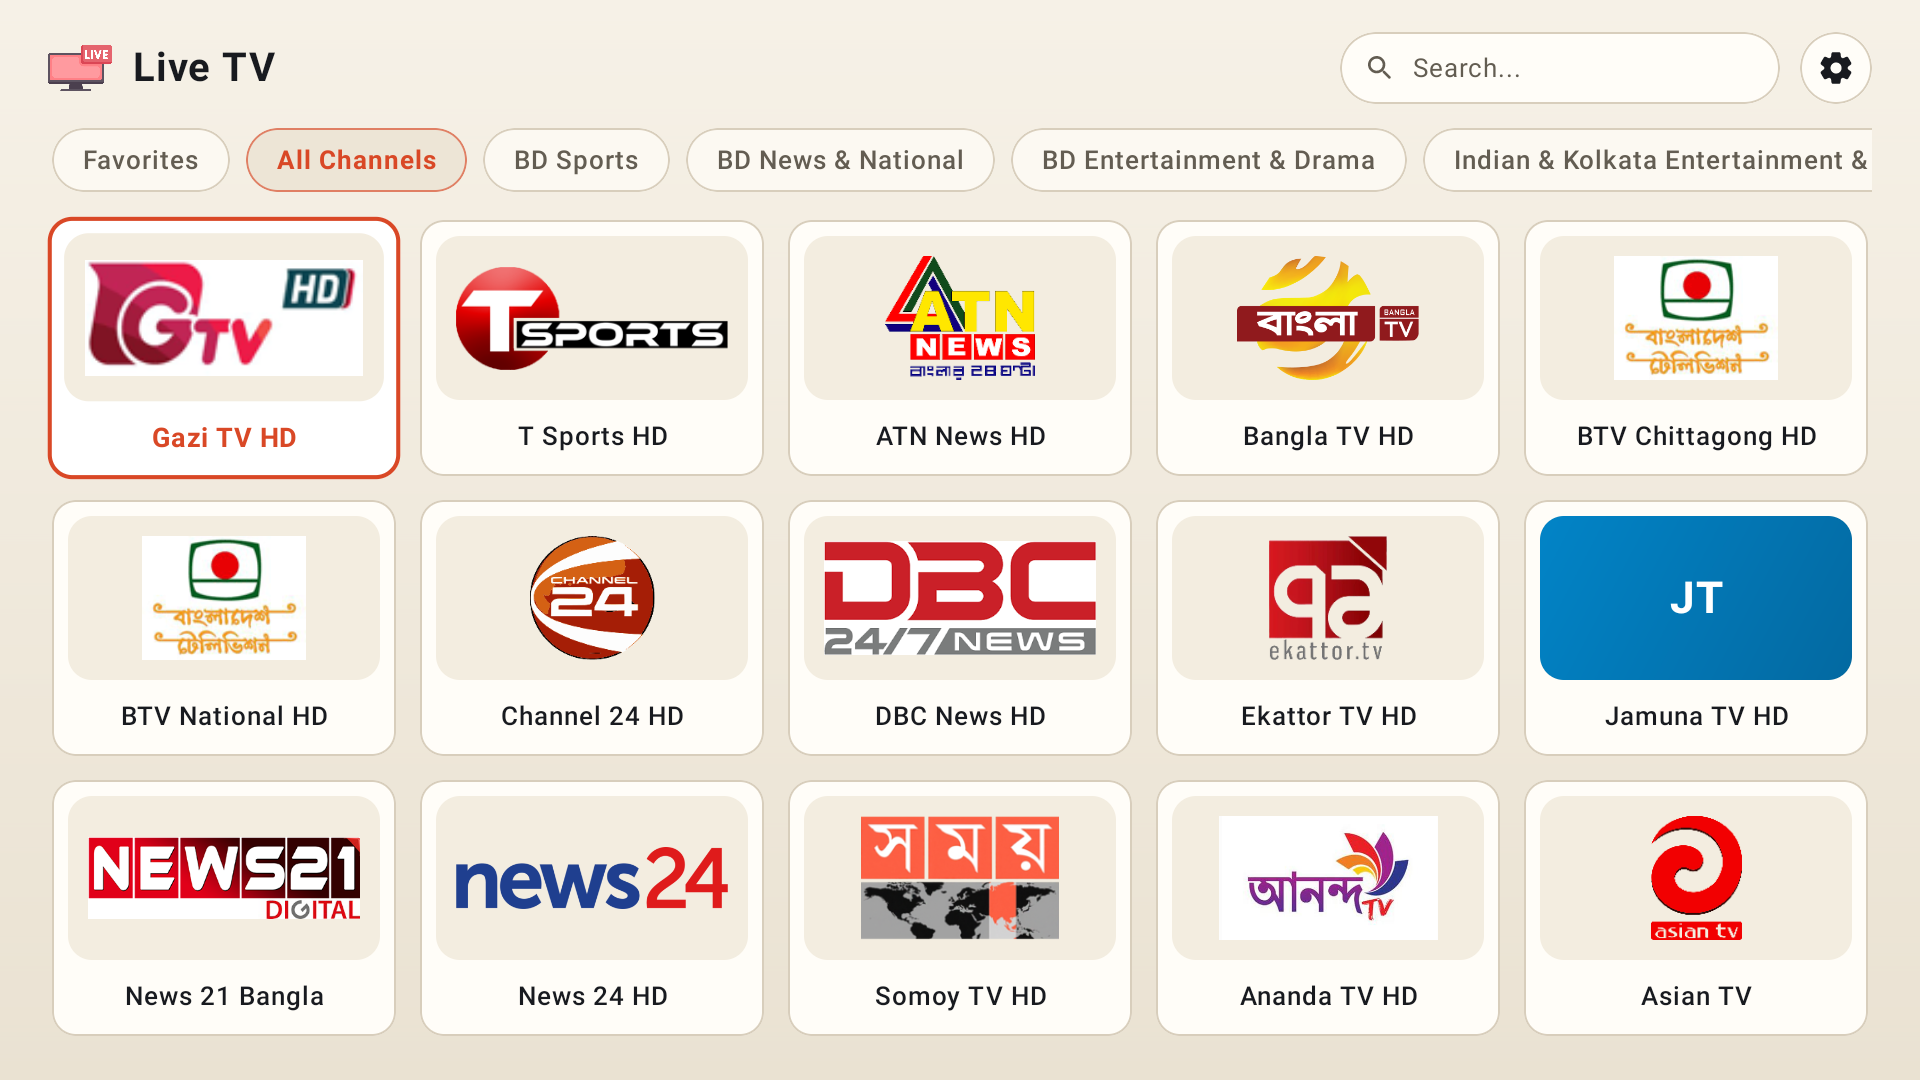 LIVE
Live TV
Search...
Favorites
All Channels
BD Sports
BD News & National
BD Entertainment & Drama
Indian & Kolkata Entertainment &
GTV HD
Gazi TV HD
T SPORTS
T Sports HD
ATN
NEWS
বাংলার ২৪ ঘন্টা
ATN News HD
বাংলা BANGLA TV
Bangla TV HD
বাংলাদেশ
টেলিভিশন
BTV Chittagong HD
বাংলাদেশ
টেলিভিশন
BTV National HD
CHANNEL
24
Channel 24 HD
DBC
24/7 NEWS
DBC News HD
ekattor.tv
Ekattor TV HD
JT
Jamuna TV HD
NEWS21
DIGITAL
News 21 Bangla
news24
News 24 HD
সময়
Somoy TV HD
আনন্দ TV
Ananda TV HD
asian tv
Asian TV